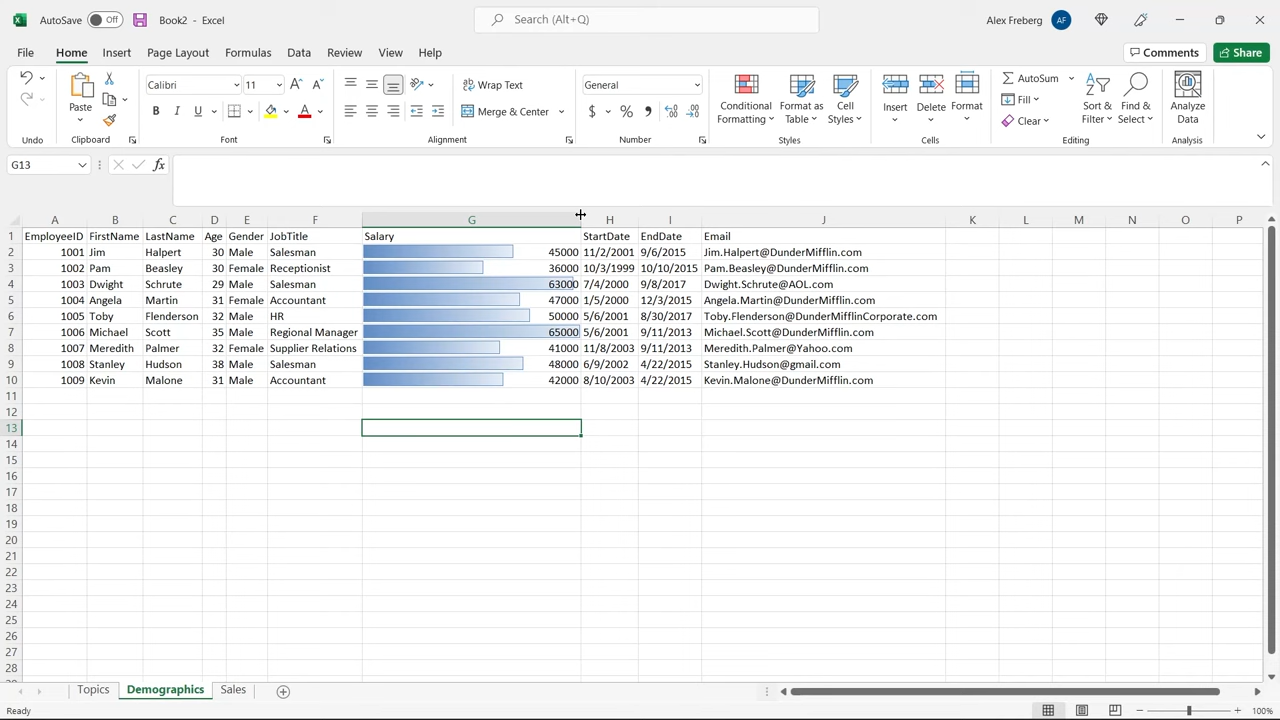 AutoSave Off Book2 - Excel Search (Alt+Q) Alex Freberg AF
File Home Insert Page Layout Formulas Data Review View Help Comments Share
Calibri 11 Wrap Text General AutoSum
Paste Conditional Formatting Format as Table Cell Styles Insert Delete Format Fill Sort & Filter Find & Select Analyze Data
B I U Merge & Center $ % Clear
Undo Clipboard Font Alignment Number Styles Cells Editing Analysis
G13 fx
A B C D E F G H I J K L M N O P
1 EmployeeID FirstName LastName Age Gender JobTitle Salary StartDate EndDate Email
2 1001 Jim Halpert 30 Male Salesman 45000 11/2/2001 9/6/2015 Jim.Halpert@DunderMifflin.com
3 1002 Pam Beasley 30 Female Receptionist 36000 10/3/1999 10/10/2015 Pam.Beasley@DunderMifflin.com
4 1003 Dwight Schrute 29 Male Salesman 63000 7/4/2000 9/8/2017 Dwight.Schrute@AOL.com
5 1004 Angela Martin 31 Female Accountant 47000 1/5/2000 12/3/2015 Angela.Martin@DunderMifflin.com
6 1005 Toby Flenderson 32 Male HR 50000 5/6/2001 8/30/2017 Toby.Flenderson@DunderMifflinCorporate.com
7 1006 Michael Scott 35 Male Regional Manager 65000 5/6/2001 9/11/2013 Michael.Scott@DunderMifflin.com
8 1007 Meredith Palmer 32 Female Supplier Relations 41000 11/8/2003 9/11/2013 Meredith.Palmer@Yahoo.com
9 1008 Stanley Hudson 38 Male Salesman 48000 6/9/2002 4/22/2015 Stanley.Hudson@gmail.com
10 1009 Kevin Malone 31 Male Accountant 42000 8/10/2003 4/22/2015 Kevin.Malone@DunderMifflin.com
11
12
13
14
15
16
17
18
19
20
21
22
23
24
25
26
27
28
Topics Demographics Sales
Ready 100%